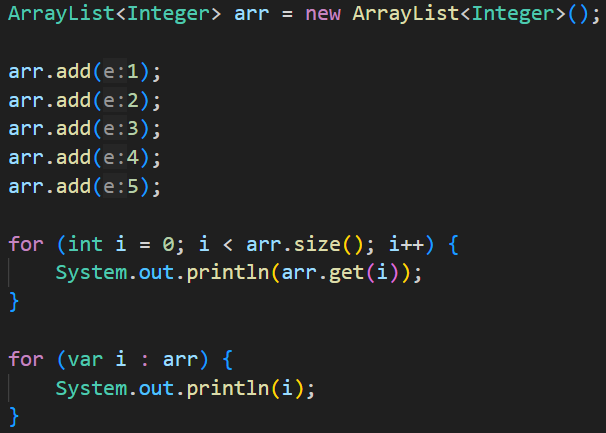 ArrayList<Integer> arr = new ArrayList<Integer>();
arr.add(e:1);
arr.add(e:2);
arr.add(e:3);
arr.add(e:4);
arr.add(e:5);
for (int i = 0; i < arr.size(); i++) {
System.out.println(arr.get(i));
}
for (var i : arr) {
System.out.println(i);
}